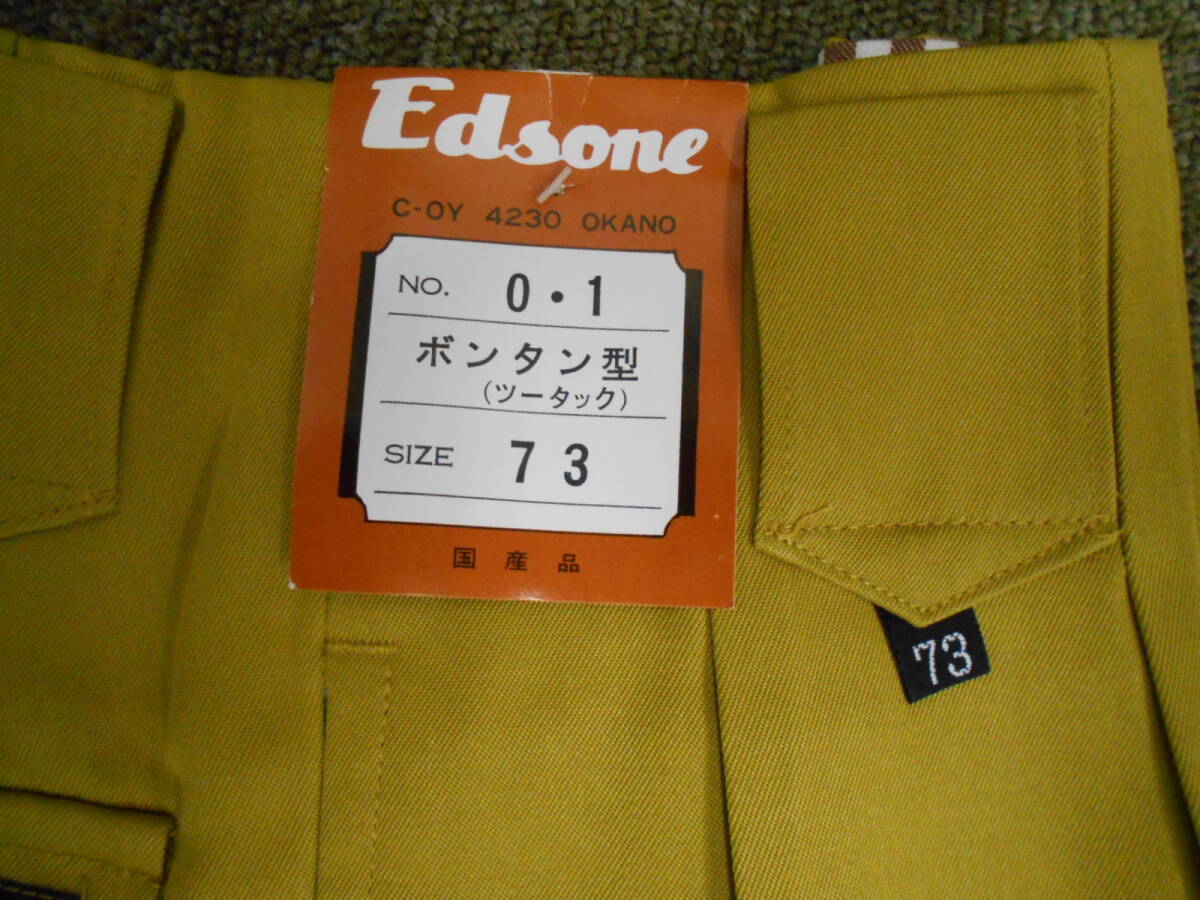 Edsone
C-OY 4230 OKANO
NO. 0・1
ボンタン型
(ツータック)
SIZE 73
国産品
73